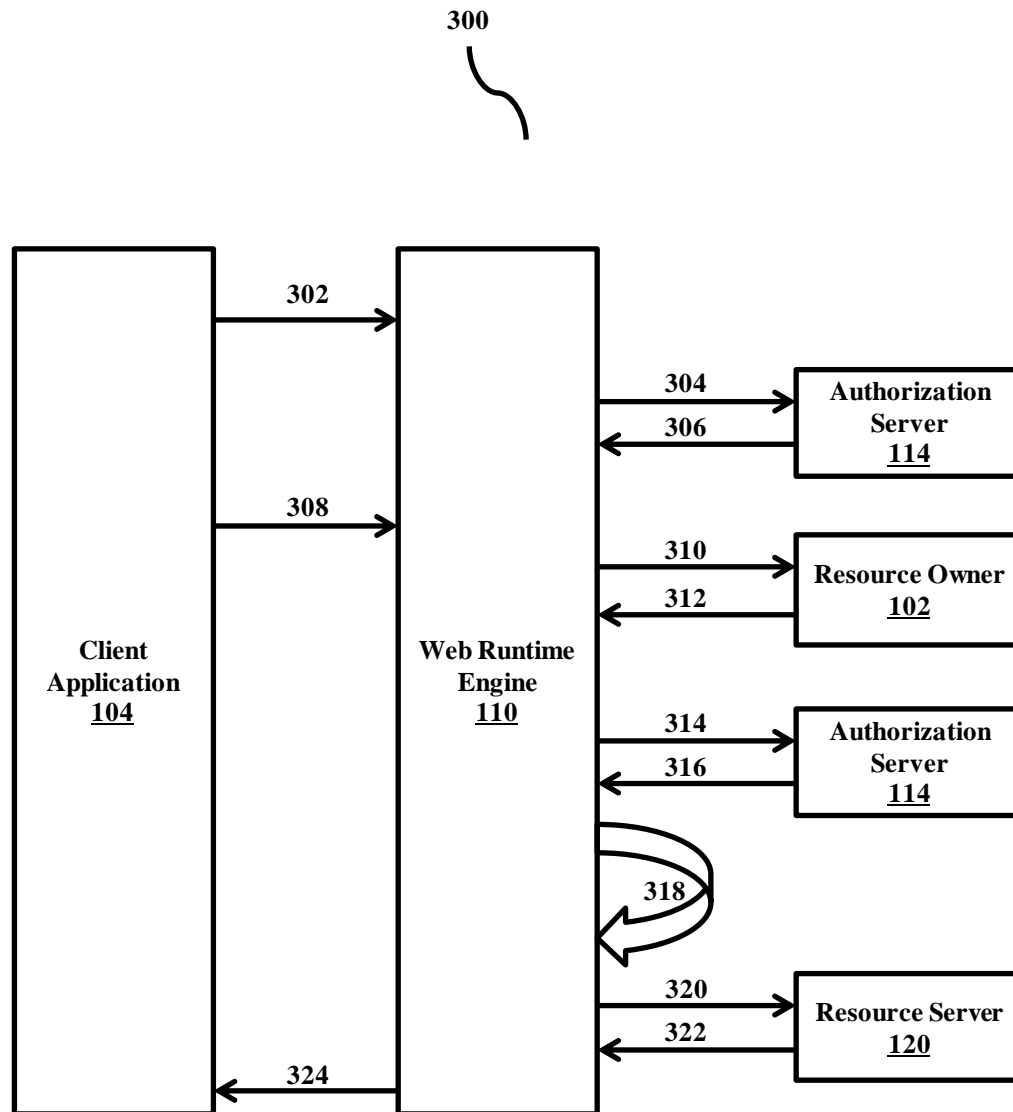 300
302
304
Authorization
Server
114
306
308
310
Resource Owner
102
312
Client
Application
104
Web Runtime
Engine
110
314
Authorization
Server
114
316
318
320
Resource Server
120
322
324